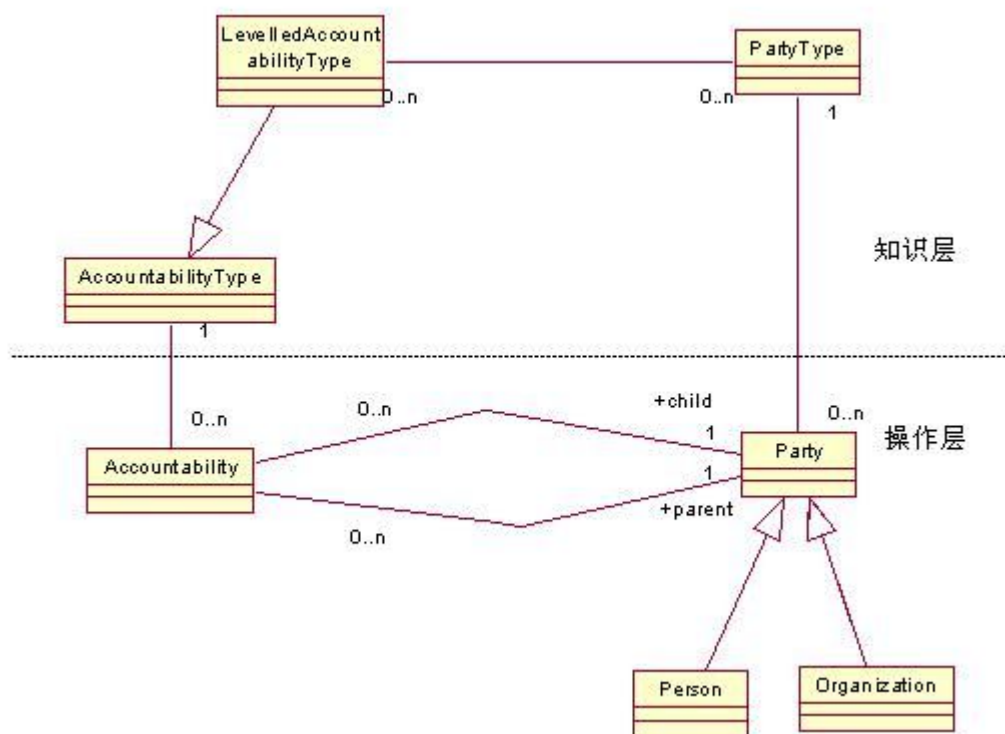 LevelledAccount
abilityType
PartyType
0..n
0..n
1
知识层
AccountabilityType
1
0..n
0..n
+child
1
0..n
操作层
Accountability
Party
1
+parent
0..n
Person
Organization